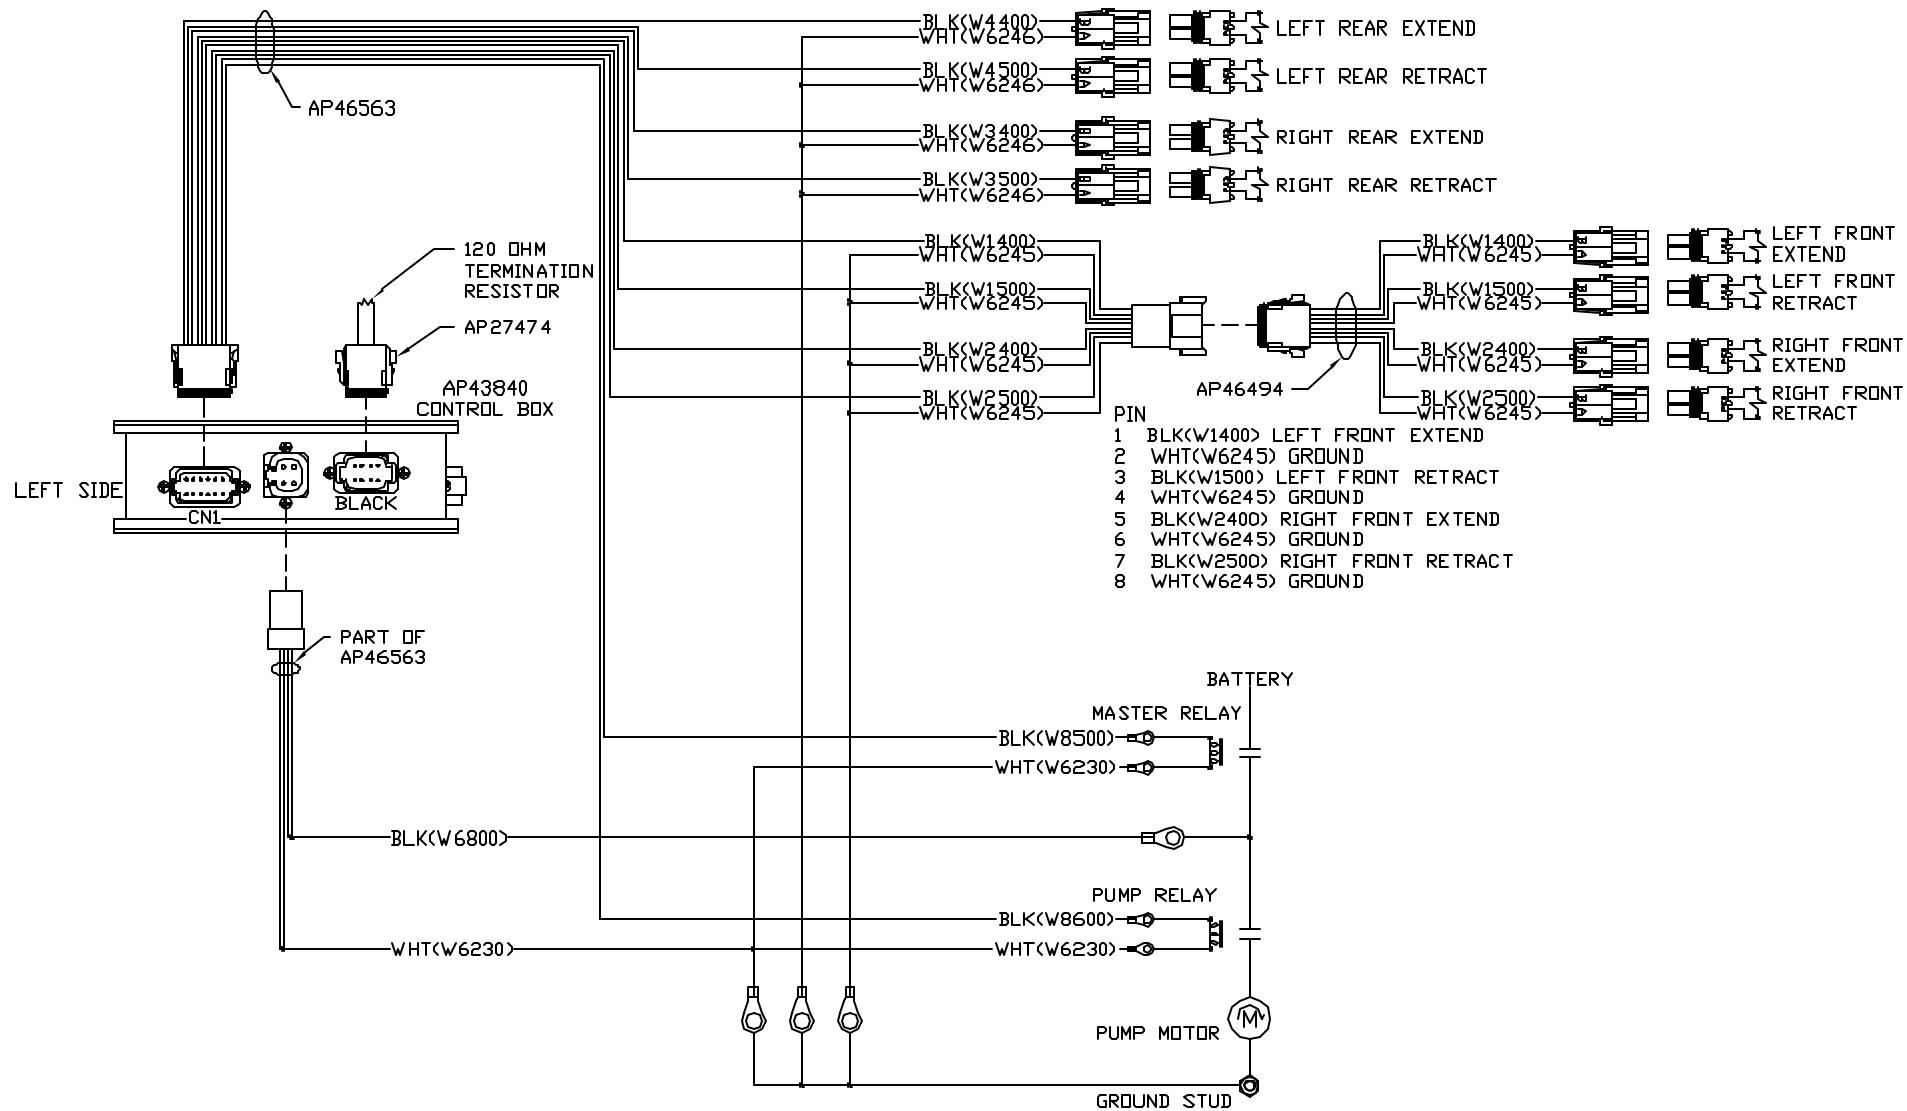 BLK(W4400)
WHT(W6246)
B
A
LEFT REAR EXTEND
BLK(W4500)
WHT(W6246)
B
A
LEFT REAR RETRACT
AP46563
BLK(W3400)
WHT(W6246)
B
A
RIGHT REAR EXTEND
BLK(W3500)
WHT(W6246)
B
A
RIGHT REAR RETRACT
120 OHM
TERMINATION
RESISTOR
AP27474
AP43840
CONTROL BOX
BLK(W1400)
WHT(W6245)
BLK(W1500)
WHT(W6245)
BLK(W2400)
WHT(W6245)
BLK(W2500)
WHT(W6245)
BLK(W1400)
WHT(W6245)
B
A
LEFT FRONT
EXTEND
BLK(W1500)
WHT(W6245)
B
A
LEFT FRONT
RETRACT
BLK(W2400)
WHT(W6245)
B
A
RIGHT FRONT
EXTEND
BLK(W2500)
WHT(W6245)
B
A
RIGHT FRONT
RETRACT
AP46494
PIN
1 BLK(W1400) LEFT FRONT EXTEND
2 WHT(W6245) GROUND
3 BLK(W1500) LEFT FRONT RETRACT
4 WHT(W6245) GROUND
5 BLK(W2400) RIGHT FRONT EXTEND
6 WHT(W6245) GROUND
7 BLK(W2500) RIGHT FRONT RETRACT
8 WHT(W6245) GROUND
LEFT SIDE
CN1
BLACK
PART OF
AP46563
BATTERY
MASTER RELAY
BLK(W8500)
WHT(W6230)
BLK(W6800)
PUMP RELAY
BLK(W8600)
WHT(W6230)
WHT(W6230)
M
PUMP MOTOR
GROUND STUD